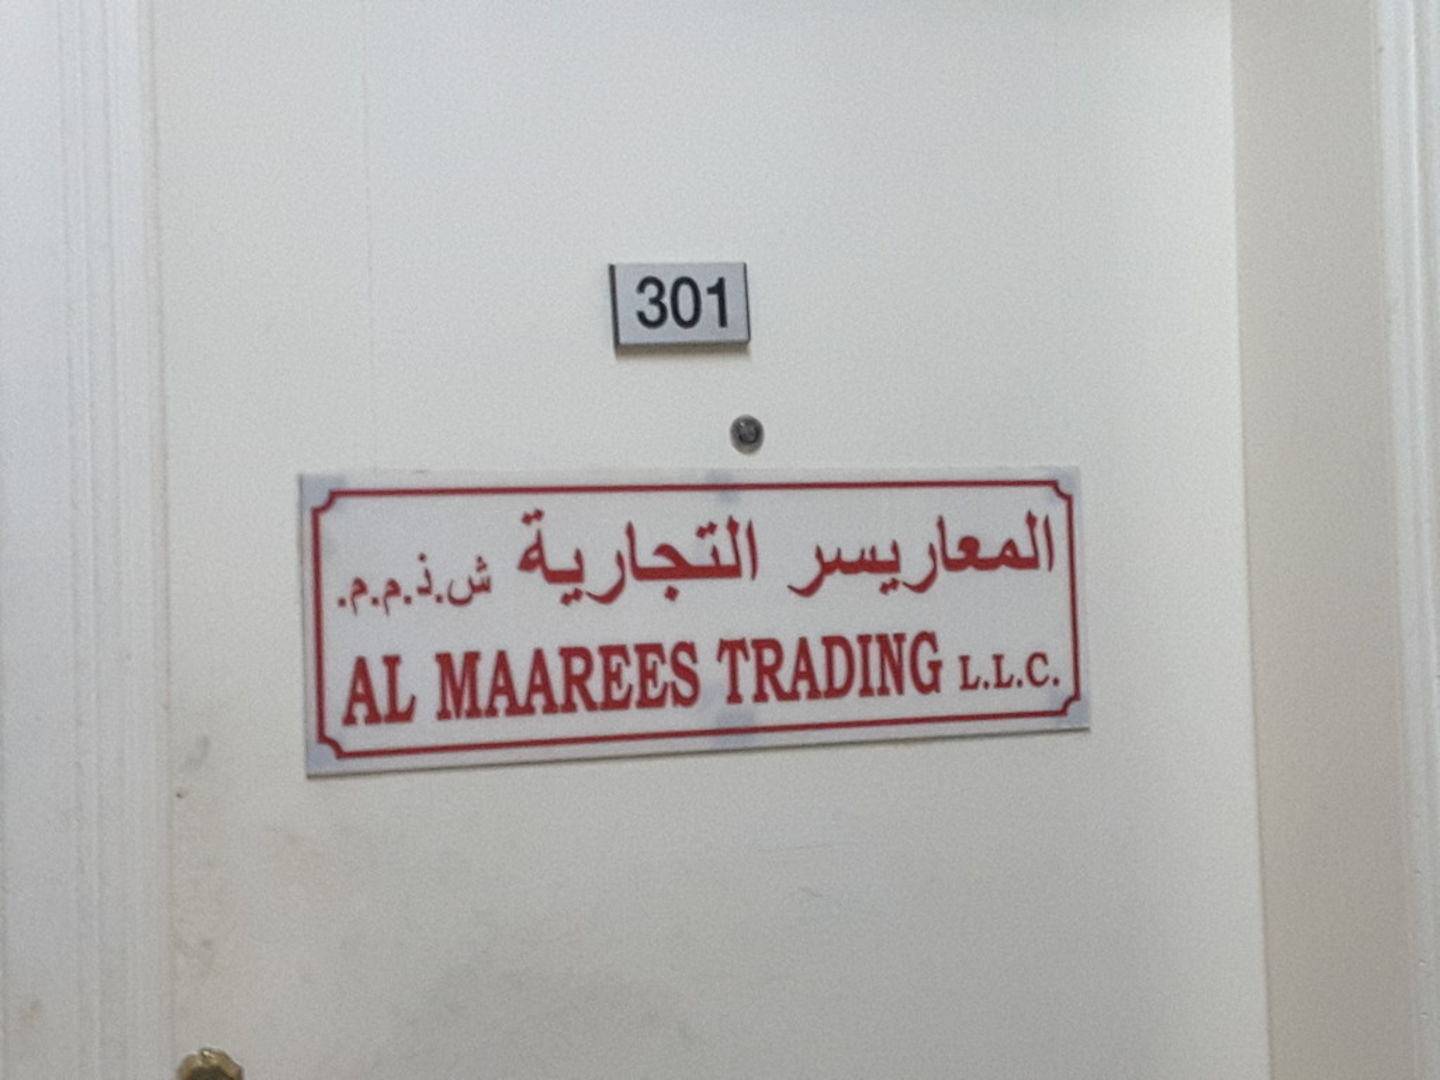 301
المعاريسر التجارية ش.ذ.م.م.
AL MAAREES TRADING L.L.C.